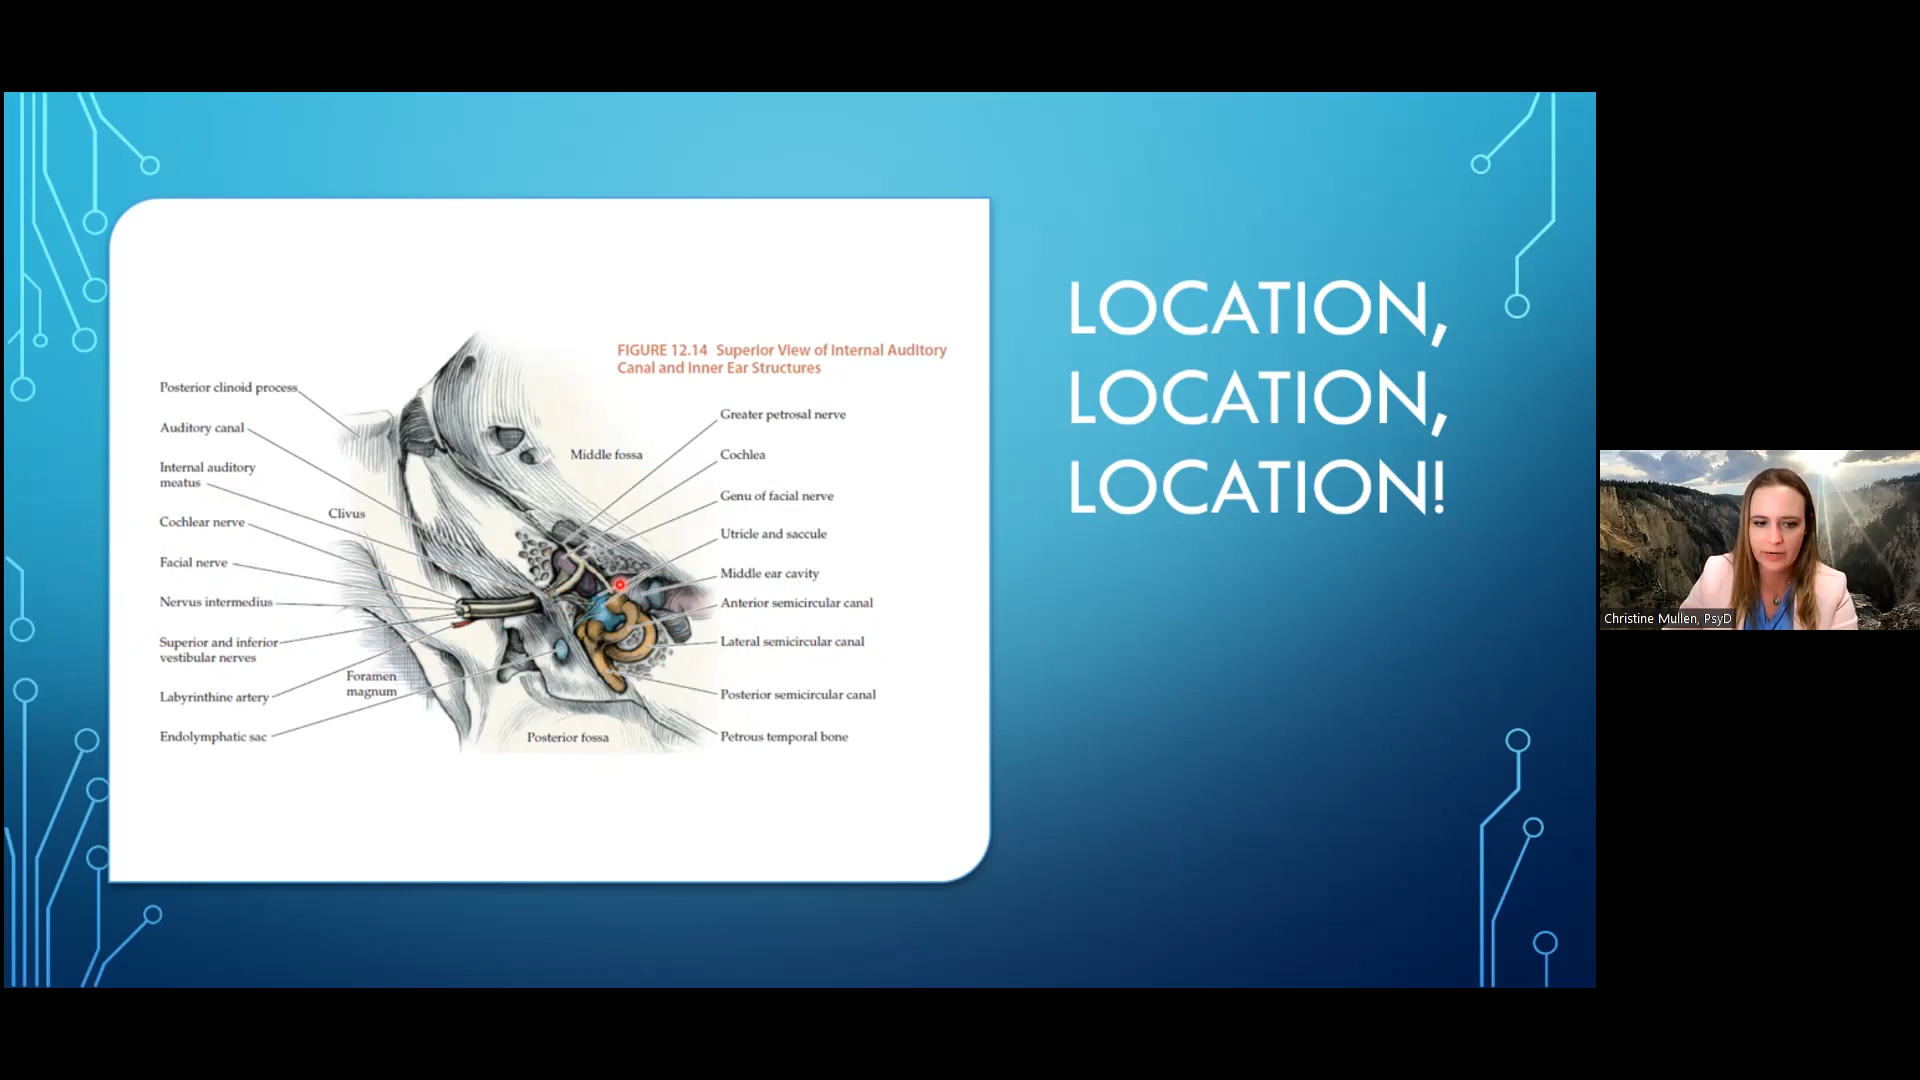 FIGURE 12.14 Superior View of Internal Auditory
Canal and Inner Ear Structures
Posterior clinoid process
Auditory canal
Internal auditory
meatus
Cochlear nerve
Facial nerve
Nervus intermedius
Superior and inferior
vestibular nerves
Labyrinthine artery
Endolymphatic sac
Clivus
Foramen
magnum
Middle fossa
Posterior fossa
Greater petrosal nerve
Cochlea
Genu of facial nerve
Utricle and saccule
Middle ear cavity
Anterior semicircular canal
Lateral semicircular canal
Posterior semicircular canal
Petrous temporal bone
LOCATION,
LOCATION,
LOCATION!
Christine Mullen, PsyD